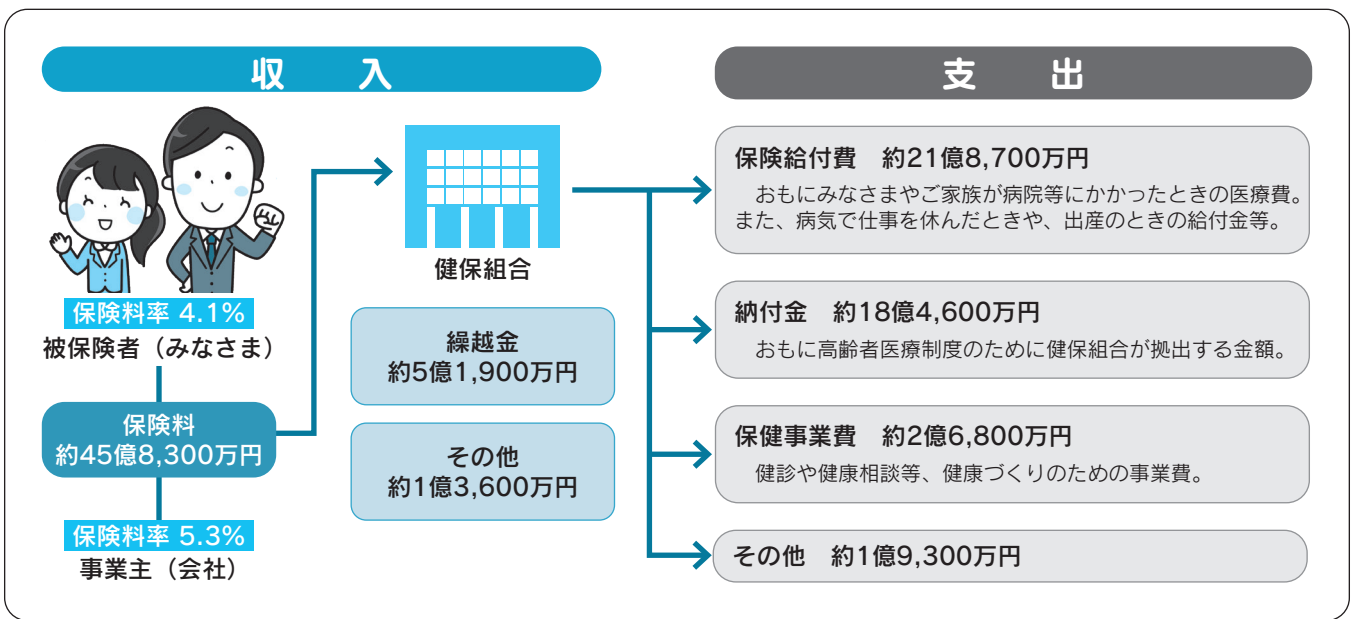 収　入
保険料率 4.1%
被保険者（みなさま）
保険料
約45億8,300万円
保険料率 5.3%
事業主（会社）
健保組合
繰越金
約5億1,900万円
その他
約1億3,600万円
支　出
保険給付費　約21億8,700万円
おもにみなさまやご家族が病院等にかかったときの医療費。
また、病気で仕事を休んだときや、出産のときの給付金等。
納付金　約18億4,600万円
おもに高齢者医療制度のために健保組合が拠出する金額。
保健事業費　約2億6,800万円
健診や健康相談等、健康づくりのための事業費。
その他　約1億9,300万円